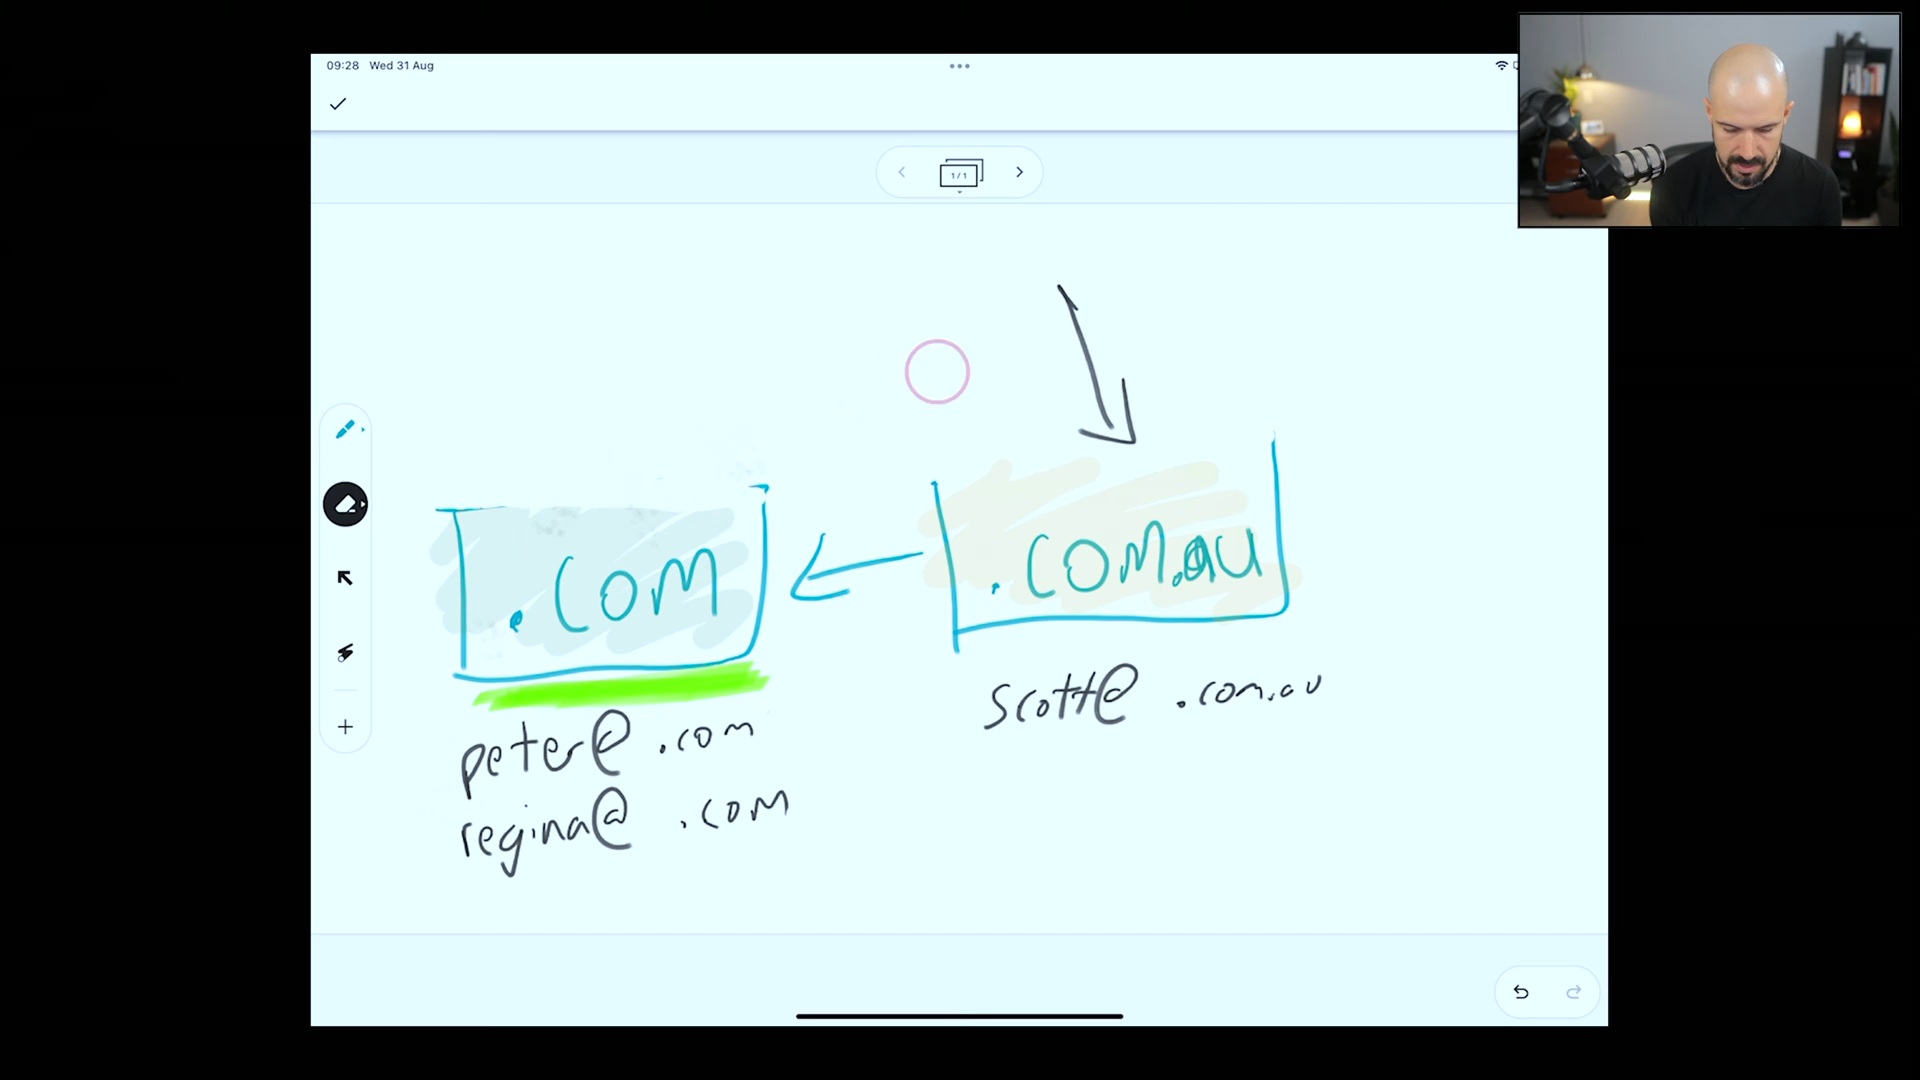 09:28 Wed 31 Aug
1/1
.com
.com.au
scott@ .com.au
peter@ .com
regina@ .com